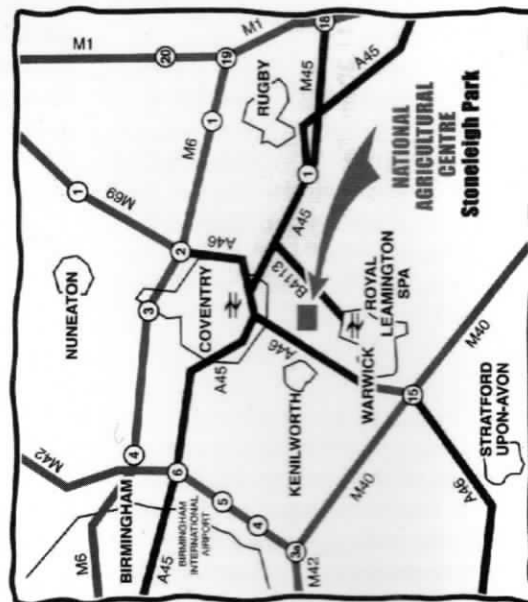 M1
20
19
M1
18
A45
M45
RUGBY
1
M6
1
A45
NATIONAL
AGRICULTURAL
CENTRE
Stoneleigh Park
1
M69
2
A46
B4113
NUNEATON
3
COVENTRY
ROYAL
LEAMINGTON
SPA
A45
A46
KENILWORTH
WARWICK
M40
15
M42
4
6
5
4
3a
M42
M40
STRATFORD
UPON-AVON
A46
M6
BIRMINGHAM
A45
BIRMINGHAM
INTERNATIONAL
AIRPORT